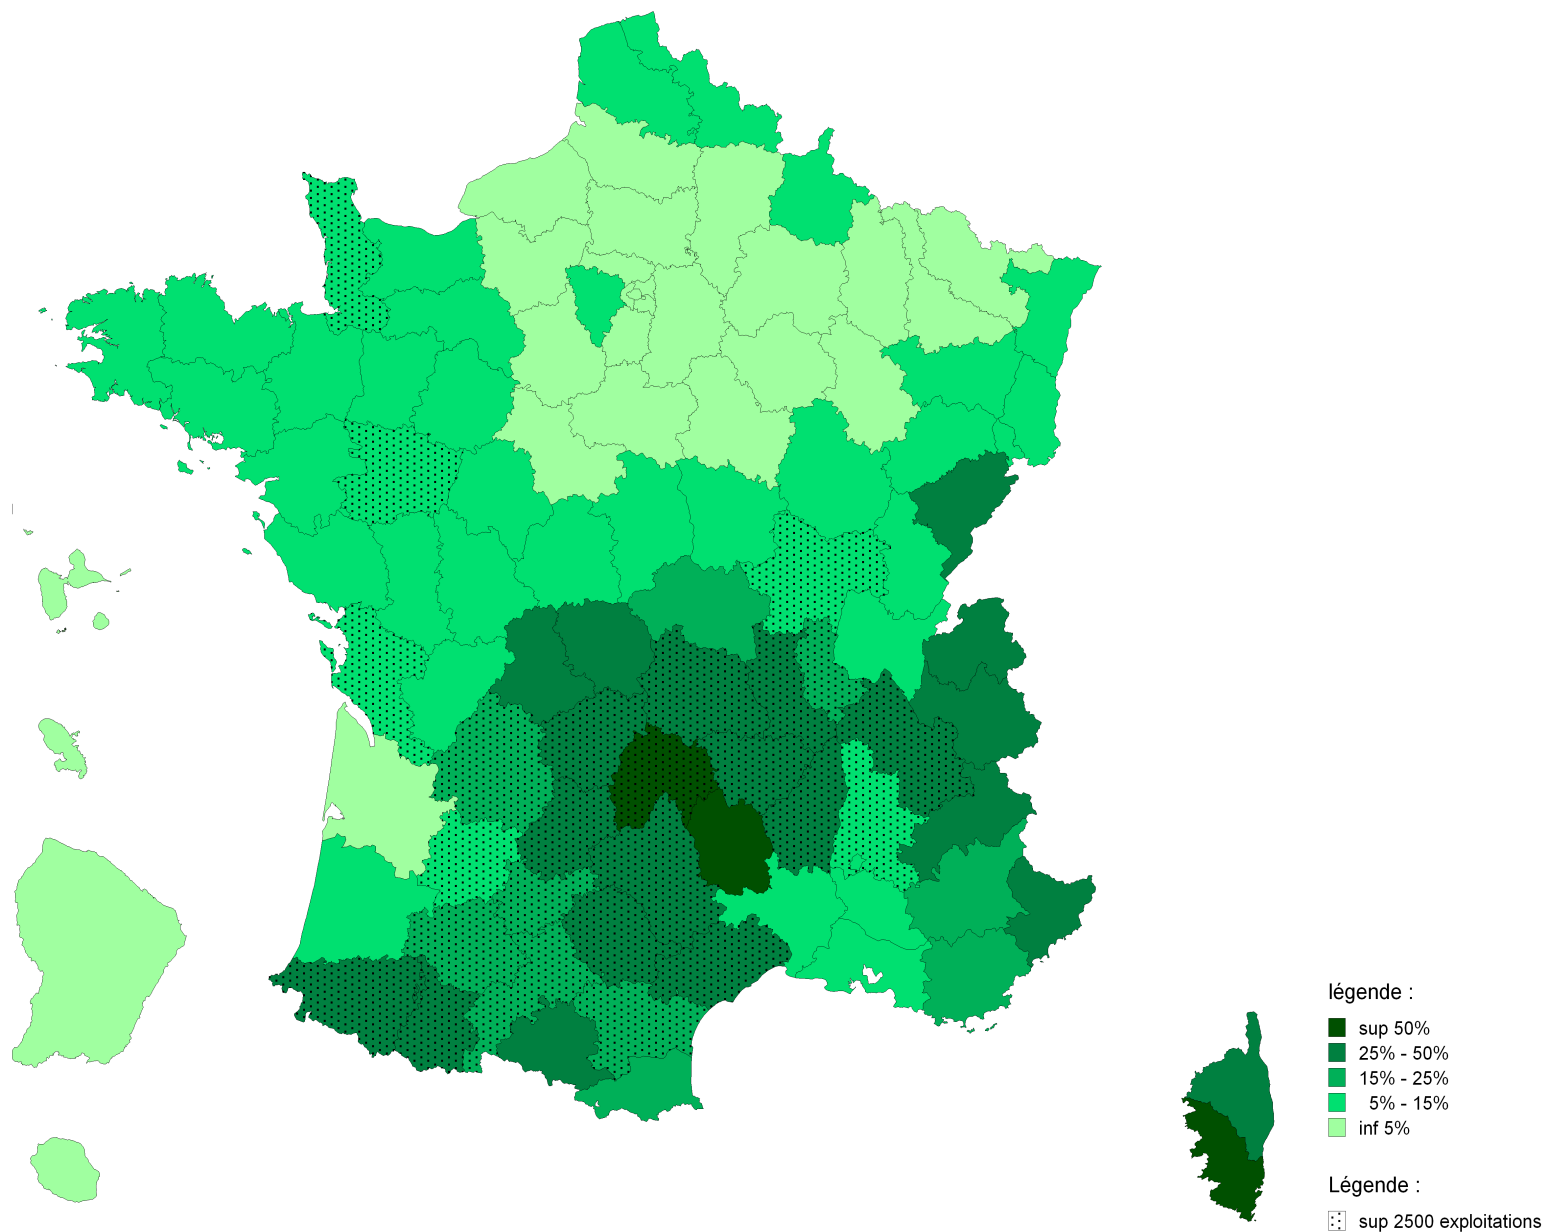 légende :
sup 50%
25% - 50%
15% - 25%
5% - 15%
inf 5%
Légende :
sup 2500 exploitations